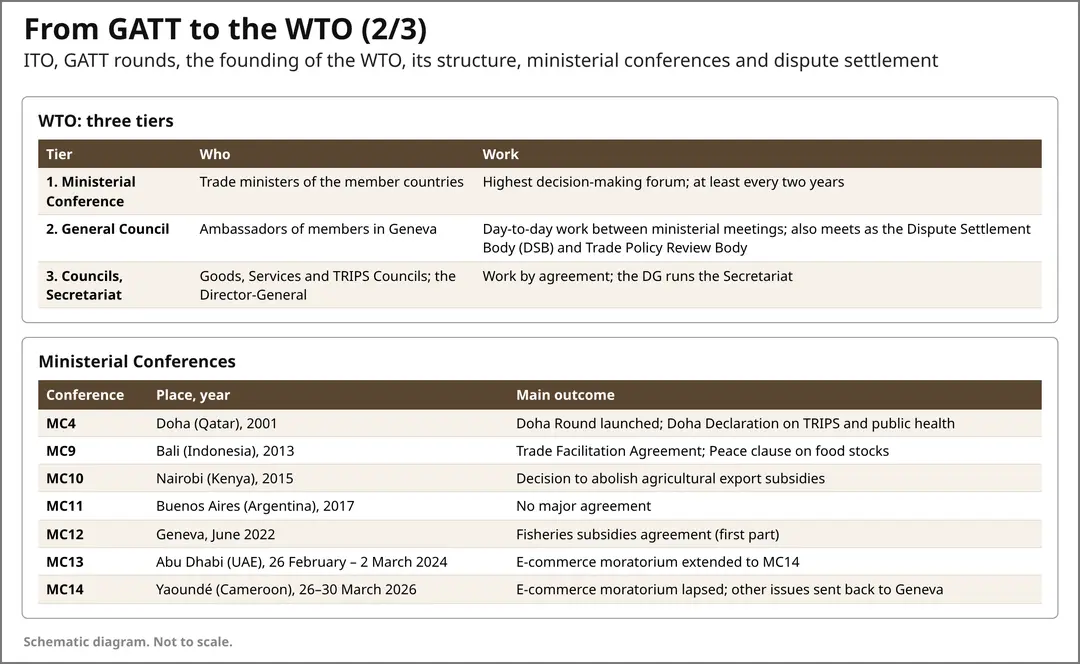 From GATT to the WTO (2/3)
ITO, GATT rounds, the founding of the WTO, its structure, ministerial conferences and dispute settlement
WTO: three tiers
Tier Who Work
1. Ministerial Conference Trade ministers of the member countries Highest decision-making forum; at least every two years
2. General Council Ambassadors of members in Geneva Day-to-day work between ministerial meetings; also meets as the Dispute Settlement Body (DSB) and Trade Policy Review Body
3. Councils, Secretariat Goods, Services and TRIPS Councils; the Director-General Work by agreement; the DG runs the Secretariat
Ministerial Conferences
Conference Place, year Main outcome
MC4 Doha (Qatar), 2001 Doha Round launched; Doha Declaration on TRIPS and public health
MC9 Bali (Indonesia), 2013 Trade Facilitation Agreement; Peace clause on food stocks
MC10 Nairobi (Kenya), 2015 Decision to abolish agricultural export subsidies
MC11 Buenos Aires (Argentina), 2017 No major agreement
MC12 Geneva, June 2022 Fisheries subsidies agreement (first part)
MC13 Abu Dhabi (UAE), 26 February – 2 March 2024 E-commerce moratorium extended to MC14
MC14 Yaoundé (Cameroon), 26–30 March 2026 E-commerce moratorium lapsed; other issues sent back to Geneva
Schematic diagram. Not to scale.